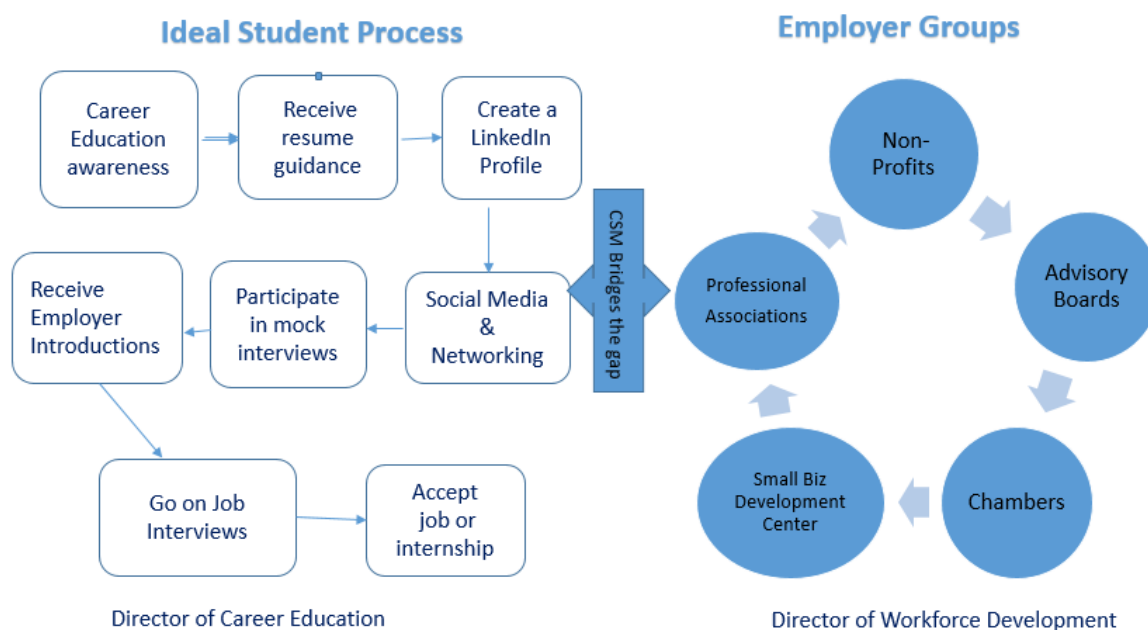 Ideal Student Process
Career
Education
awareness
Receive
resume
guidance
Create a
LinkedIn
Profile
Social Media
&
Networking
Participate
in mock
interviews
Receive
Employer
Introductions
Go on Job
Interviews
Accept
job or
internship
Director of Career Education
CSM Bridges the gap
Employer Groups
Non-
Profits
Advisory
Boards
Chambers
Small Biz
Development
Center
Professional
Associations
Director of Workforce Development